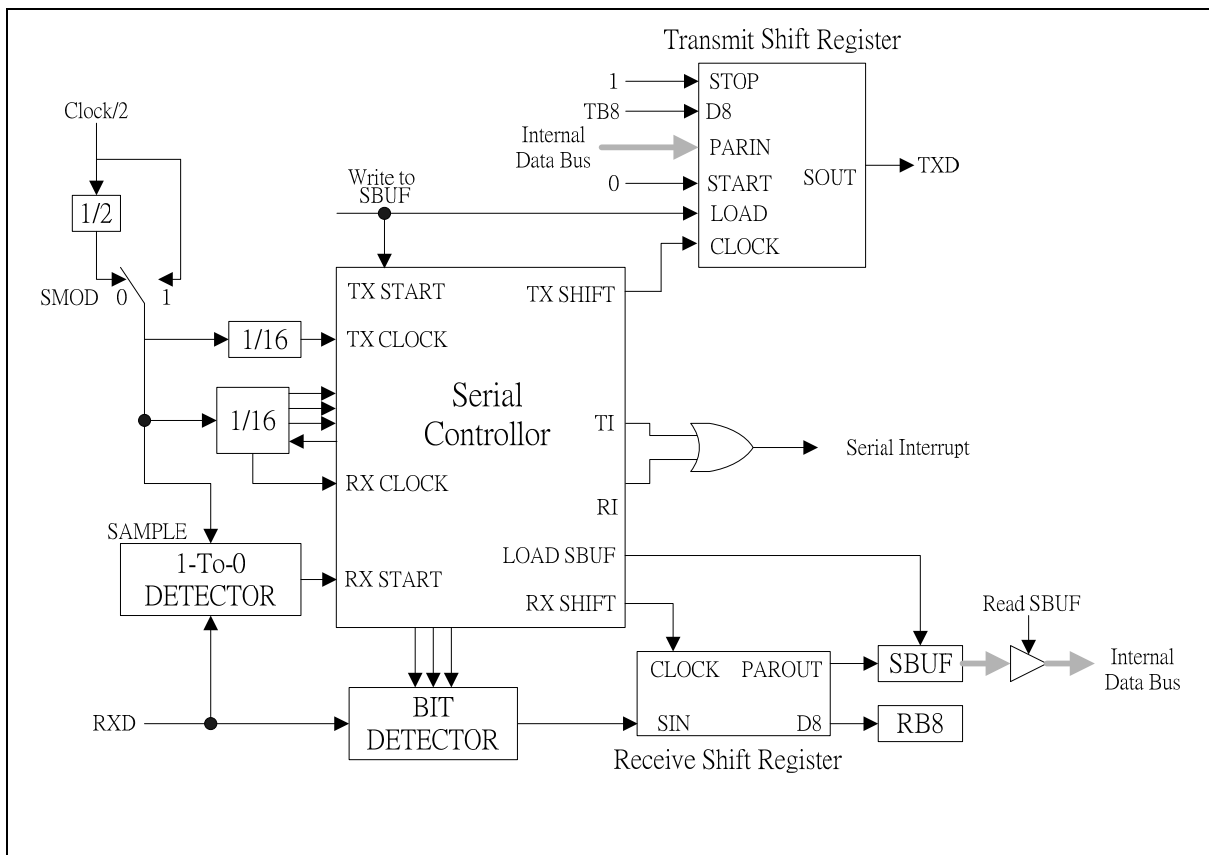 Transmit Shift Register
1
STOP
TB8
D8
Internal
Data Bus
PARIN
0
START
SOUT
TXD
LOAD
CLOCK
Clock/2
1/2
SMOD 0 1
Write to
SBUF
TX START
TX SHIFT
1/16
TX CLOCK
1/16
Serial
Controllor
TI
Serial Interrupt
RX CLOCK
RI
SAMPLE
1-To-0
DETECTOR
RX START
LOAD SBUF
RX SHIFT
Read SBUF
CLOCK
PAROUT
SBUF
Internal
Data Bus
RXD
BIT
DETECTOR
SIN
D8
RB8
Receive Shift Register